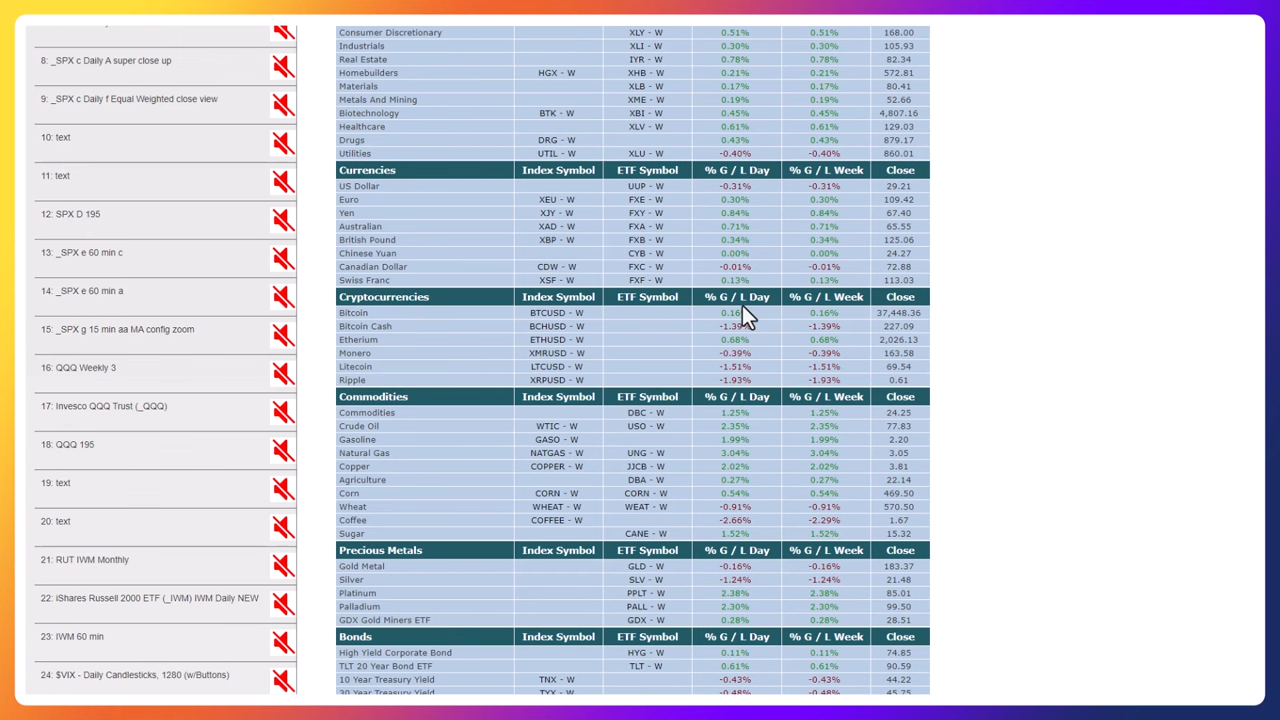 8: _SPX c Daily A super close up
9: _SPX c Daily f Equal Weighted close view
10: text
11: text
12: SPX D 195
_SPX e 60 min c
_SPX e 60 min
SPX g 15 min aa MA config zoom
16: QQQ Weekly 3
Invesco QQQ Trust (_QQQ)
18: QQQ 195
19: text
20: text
21: RUT IWM Monthly
22: iShares Russell 2000 ETF (_IWM) IWM Daily NEW
23: IWM 60 min
24: $VIX - Daily Candlesticks, 1280 (w/Buttons)
Consumer Discretionary XLY - W 0.51% 0.51% 168.00
Industrials XLI - W 0.30% 0.30% 105.93
Real Estate IYR - W 0.78% 0.78% 82.34
Homebuilders HGX - W XHB - W 0.21% 0.21% 572.81
Materials XLB - W 0.17% 0.17% 80.41
Metals And Mining XME - W 0.19% 0.19% 52.66
Biotechnology BTK - W XBI - W 0.45% 0.45% 4,807.16
Healthcare XLV - W 0.61% 0.61% 129.03
Drugs DRG - W 0.43% 0.43% 879.17
Utilities UTIL - W XLU - W -0.40% -0.40% 860.01
Currencies Index Symbol ETF Symbol % G / L Day % G / L Week Close
US Dollar UUP - W -0.31% -0.31% 29.21
Euro XEU - W FXE - W 0.30% 0.30% 109.42
Yen XJY - W FXY - W 0.84% 0.84% 67.40
Australian XAD - W FXA - W 0.71% 0.71% 65.55
British Pound XBP - W FXB - W 0.34% 0.34% 125.06
Chinese Yuan CYB - W 0.00% 0.00% 24.27
Canadian Dollar CDW - W FXC - W -0.01% -0.01% 72.88
Swiss Franc XSF - W FXF - W 0.13% 0.13% 113.03
Cryptocurrencies Index Symbol ETF Symbol % G / L Day % G / L Week Close
Bitcoin BTCUSD - W 0.16 0.16% 37,448.36
Bitcoin Cash BCHUSD - W -1.39% -1.39% 227.09
Etherium ETHUSD - W 0.68% 0.68% 2,026.13
Monero XMRUSD - W -0.39% -0.39% 163.58
Litecoin LTCUSD - W -1.51% -1.51% 69.54
Ripple XRPUSD - W -1.93% -1.93% 0.61
Commodities Index Symbol ETF Symbol % G / L Day % G / L Week Close
Commodities DBC - W 1.25% 1.25% 24.25
Crude Oil WTIC - W USO - W 2.35% 2.35% 77.83
Gasoline GASO - W 1.99% 1.99% 2.20
Natural Gas NATGAS - W UNG - W 3.04% 3.04% 3.05
Copper COPPER - W JJCB - W 2.02% 2.02% 3.81
Agriculture DBA - W 0.27% 0.27% 22.14
Corn CORN - W CORN - W 0.54% 0.54% 469.50
Wheat WHEAT - W WEAT - W -0.91% -0.91% 570.50
Coffee COFFEE - W -2.66% -2.29% 1.67
Sugar CANE - W 1.52% 1.52% 15.32
Precious Metals Index Symbol ETF Symbol % G / L Day % G / L Week Close
Gold Metal GLD - W -0.16% -0.16% 183.37
Silver SLV - W -1.24% -1.24% 21.48
Platinum PPLT - W 2.38% 2.38% 85.01
Palladium PALL - W 2.30% 2.30% 99.50
GDX Gold Miners ETF GDX - W 0.28% 0.28% 28.51
Bonds Index Symbol ETF Symbol % G / L Day % G / L Week Close
High Yield Corporate Bond HYG - W 0.11% 0.11% 74.85
TLT 20 Year Bond ETF TLT - W 0.61% 0.61% 90.59
10 Year Treasury Yield TNX - W -0.43% -0.43% 44.22
30 Year Treasury Yield TYX - W -0.48% -0.48% 45.75